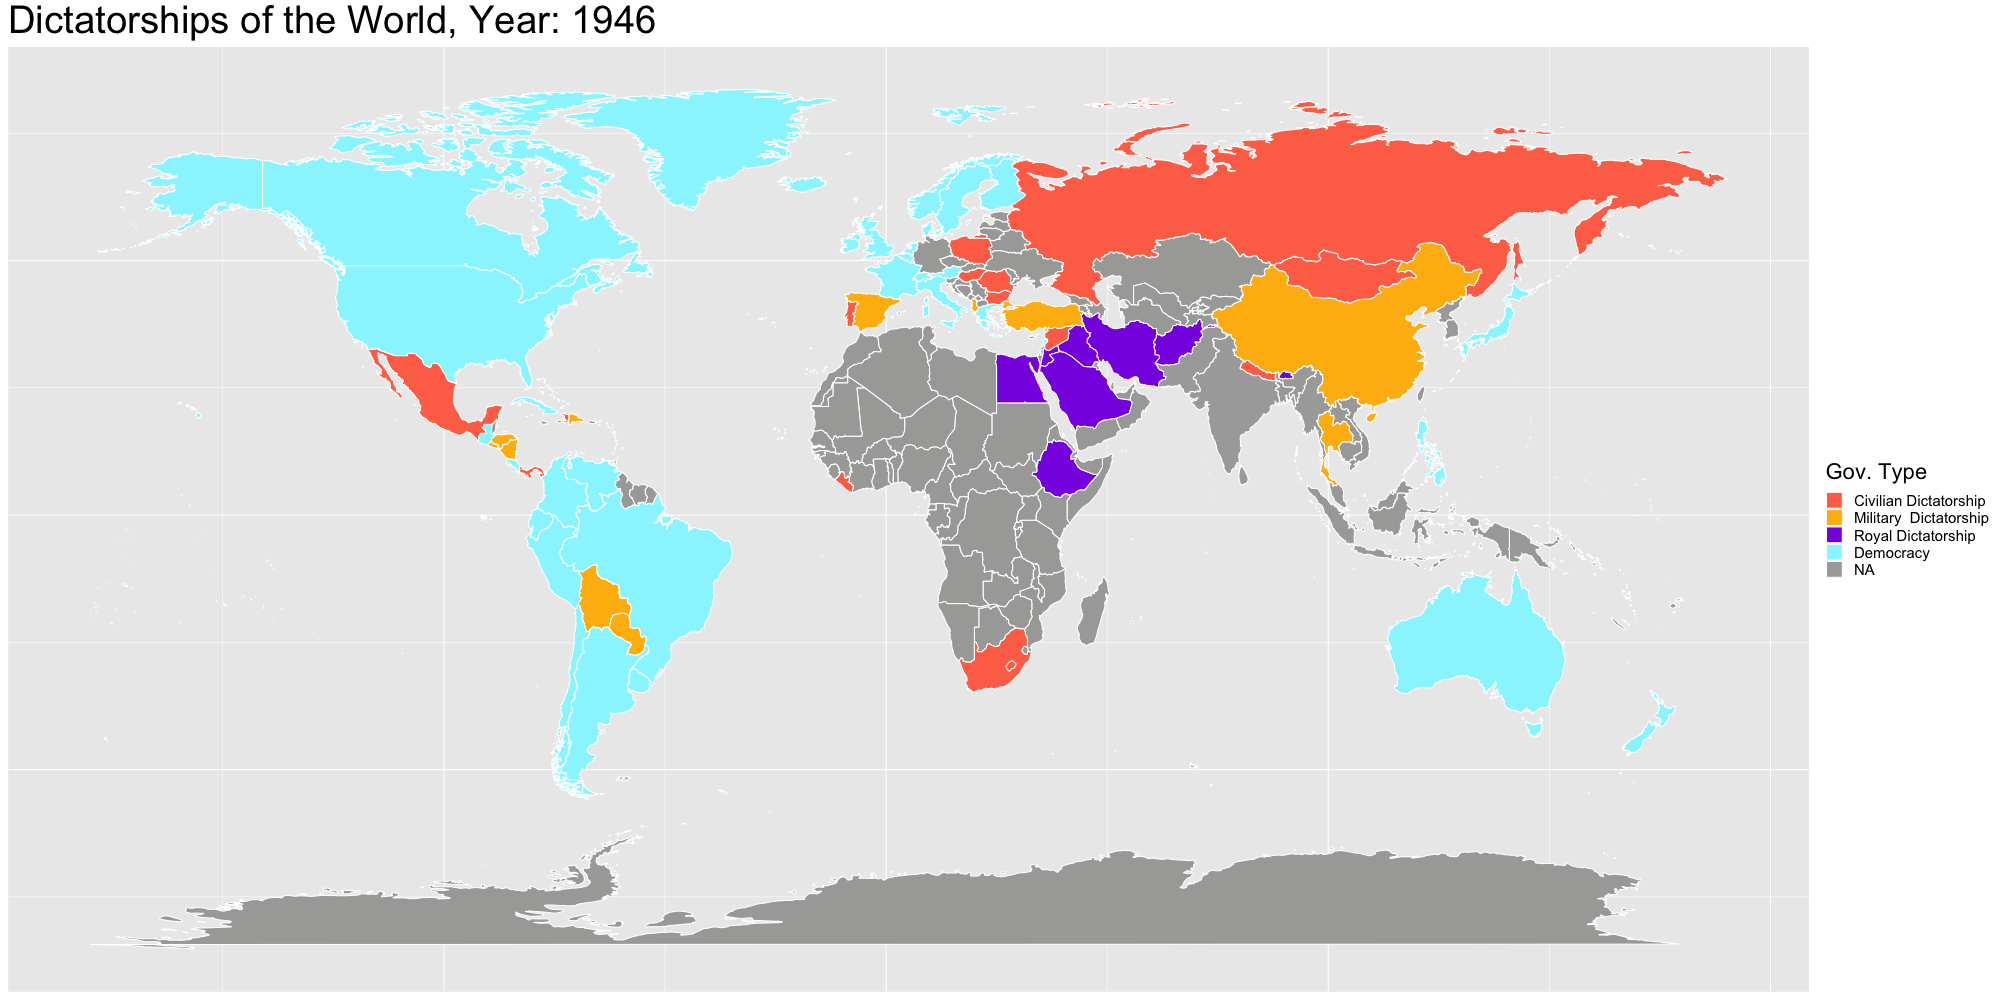 Dictatorships of the World, Year: 1946
Gov. Type
Civilian Dictatorship
Military  Dictatorship
Royal Dictatorship
Democracy
NA